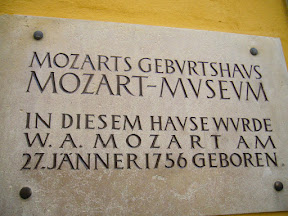 MOZARTS GEBVRTSHAVS
MOZART-MVSEVM
IN DIESEM HAVSE WVRDE
W. A. MOZART AM
27. JÄNNER 1756 GEBOREN